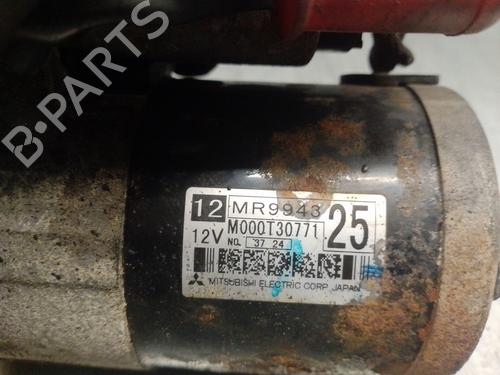 B-PARTS
12 MR9943 25
12V M000T30771
NO. 37 24
MITSUBISHI ELECTRIC CORP. JAPAN